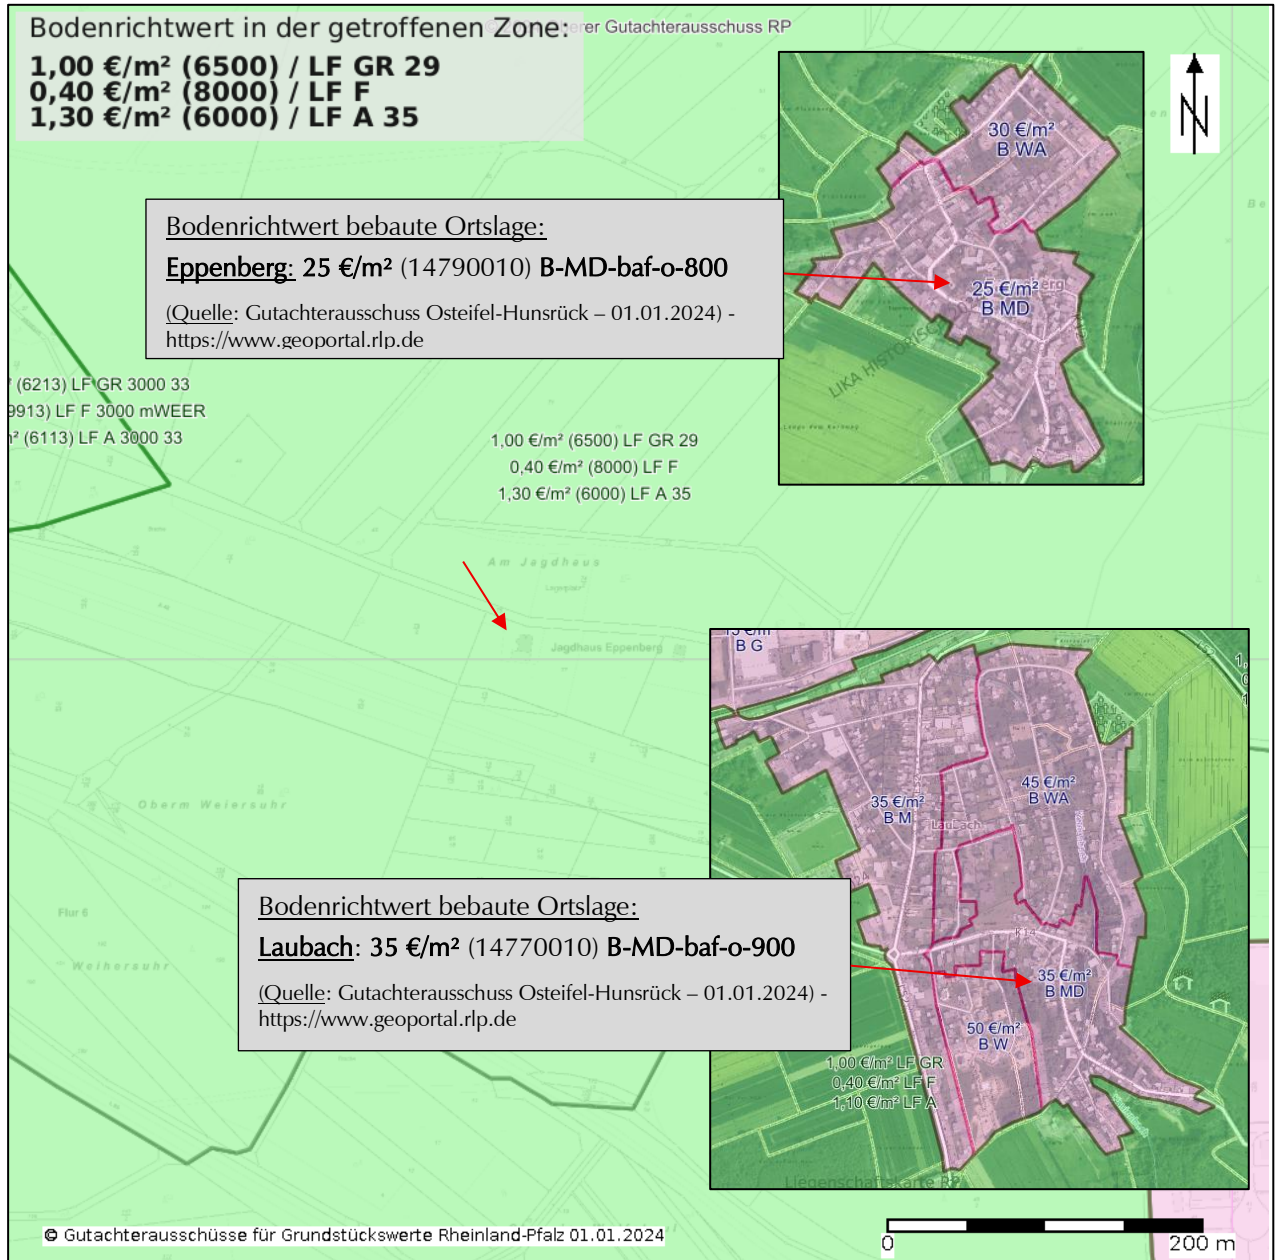 Bodenrichtwert in der getroffenen Zone:
1,00 €/m² (6500) / LF GR 29
0,40 €/m² (8000) / LF F
1,30 €/m² (6000) / LF A 35
Gutachterausschuss RP
30 €/m²
B WA
25 €/m²
B MD
LIKA
N
Bodenrichtwert bebaute Ortslage:
Eppenberg: 25 €/m² (14790010) B-MD-baf-o-800
(Quelle: Gutachterausschuss Osteifel-Hunsrück – 01.01.2024) -
https://www.geoportal.rlp.de
(6213) LF GR 3000 33
9913) LF F 3000 mWEER
(6113) LF A 3000 33
1,00 €/m² (6500) LF GR 29
0,40 €/m² (8000) LF F
1,30 €/m² (6000) LF A 35
Am Jagdhaus
Jagdhaus Eppenberg
Oberm Weiersuhr
Flur 6
Weihersuhr
B G
35 €/m²
B M
45 €/m²
B WA
Laubach
K 14
35 €/m²
B MD
50 €/m²
B W
1,00 €/m² LF GR
0,40 €/m² LF F
1,10 €/m² LF A
Liegenschaftskarte RP
Bodenrichtwert bebaute Ortslage:
Laubach: 35 €/m² (14770010) B-MD-baf-o-900
(Quelle: Gutachterausschuss Osteifel-Hunsrück – 01.01.2024) -
https://www.geoportal.rlp.de
© Gutachterausschüsse für Grundstückswerte Rheinland-Pfalz 01.01.2024
0 200 m